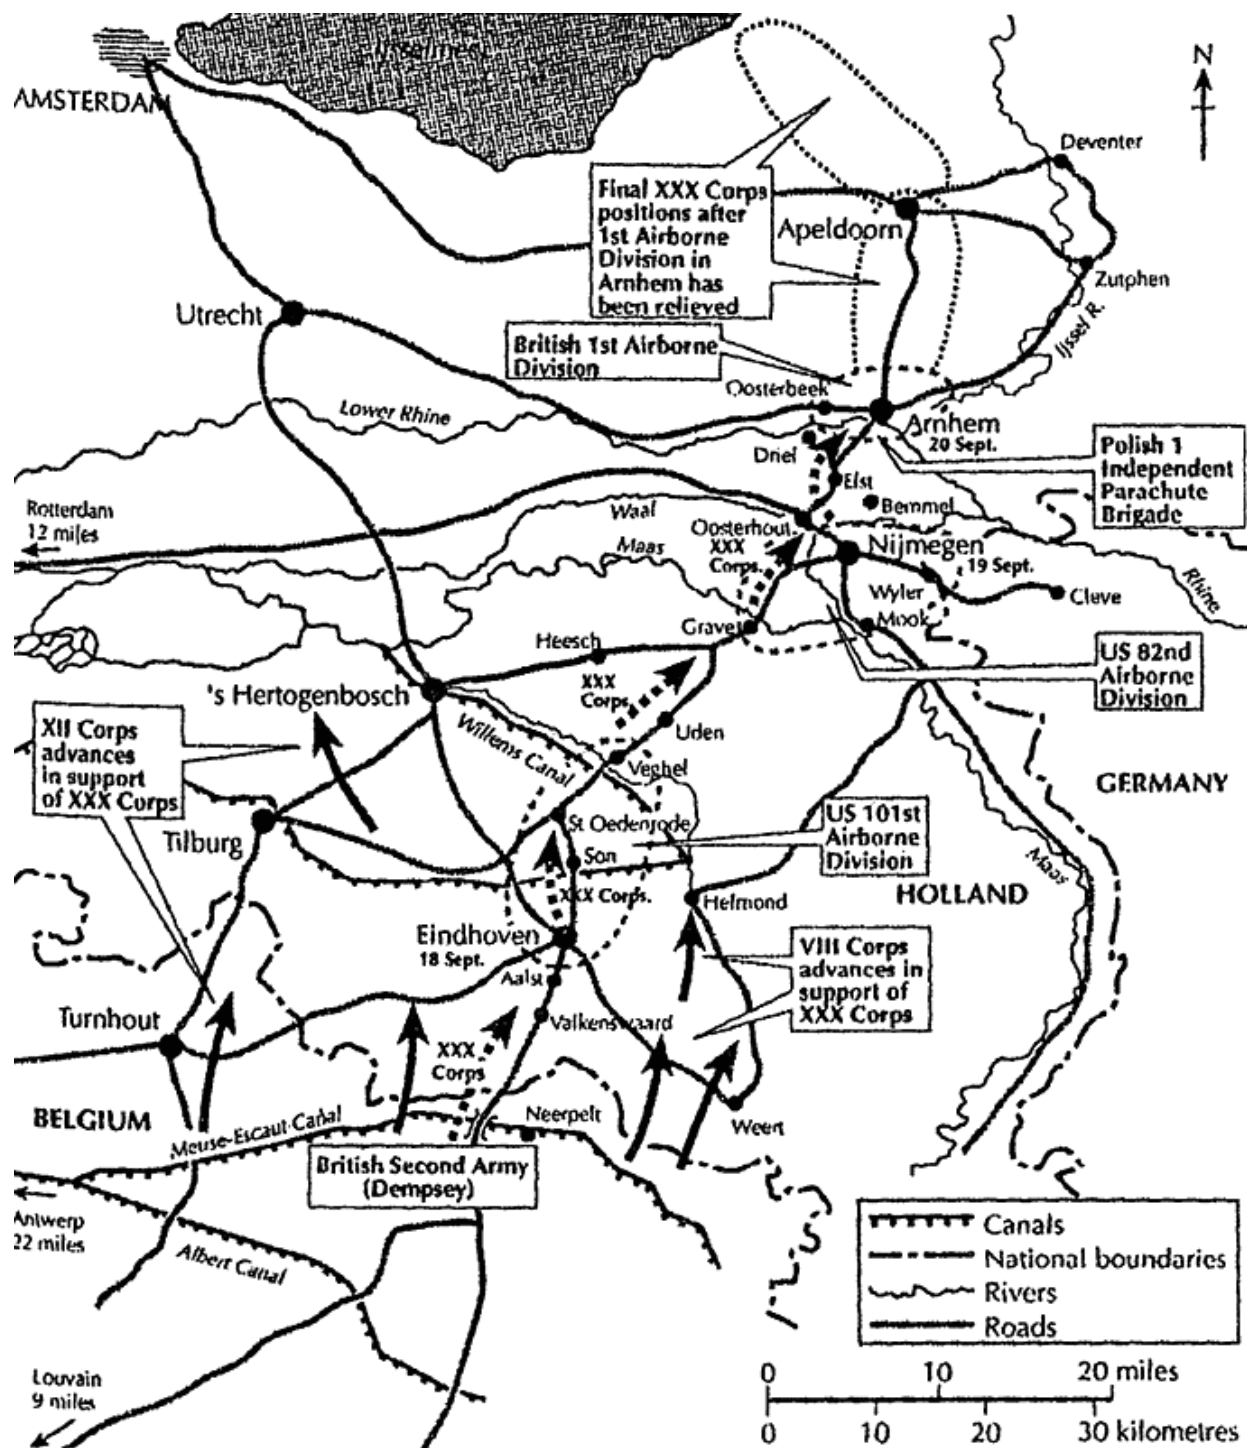 Ijsselmeer
N
AMSTERDAM
Deventer
Final XXX Corps
positions after
1st Airborne
Division in
Arnhem has
been relieved
Apeldoorn
Zutphen
Utrecht
Ijssel R.
British 1st Airborne
Division
Oosterbeek
Lower Rhine
Arnhem
20 Sept.
Driel
Polish 1
Independent
Parachute
Brigade
Elst
Bemmel
Rotterdam
12 miles
Waal
Oosterhout
Maas
XXX
Corps.
Nijmegen
19 Sept.
Rhine
Wyler
Cleve
Grave
Mook
Heesch
US 82nd
Airborne
Division
XXX
Corps.
's Hertogenbosch
XII Corps
advances
in support
of XXX Corps
Willems Canal
Uden
Veghel
GERMANY
Tilburg
St Oedenrode
US 101st
Airborne
Division
Son
Maas
XXX Corps.
HOLLAND
Helmond
Eindhoven
18 Sept.
VIII Corps
advances in
support of
XXX Corps
Aalst
Turnhout
Valkenswaard
XXX
Corps
BELGIUM
Meuse-Escaut Canal
Neerpelt
Weert
British Second Army
(Dempsey)
Antwerp
22 miles
Albert Canal
Canals
National boundaries
Rivers
Roads
Louvain
9 miles
0 10 20 miles
0 10 20 30 kilometres